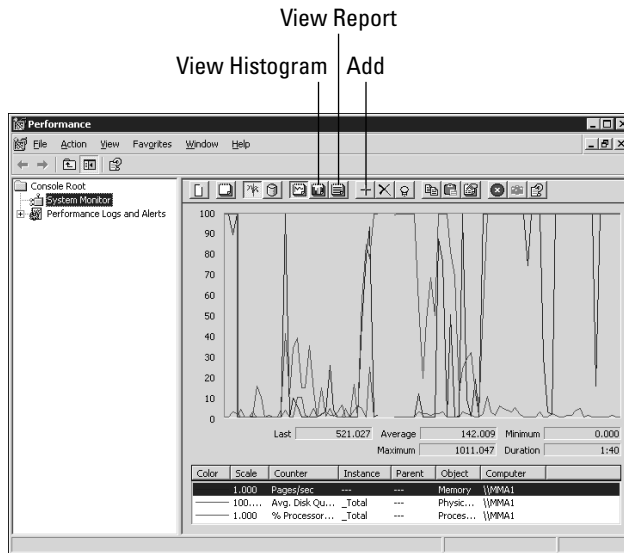 View Report
View Histogram Add
Performance
File Action View Favorites Window Help
Console Root
System Monitor
Performance Logs and Alerts
100
90
80
70
60
50
40
30
20
10
0
Last 521.027 Average 142.009 Minimum 0.000
Maximum 1011.047 Duration 1:40
Color Scale Counter Instance Parent Object Computer
1.000 Pages/sec --- --- Memory \\MMA1
100.... Avg. Disk Qu... _Total --- Physic... \\MMA1
1.000 % Processor... _Total --- Proces... \\MMA1